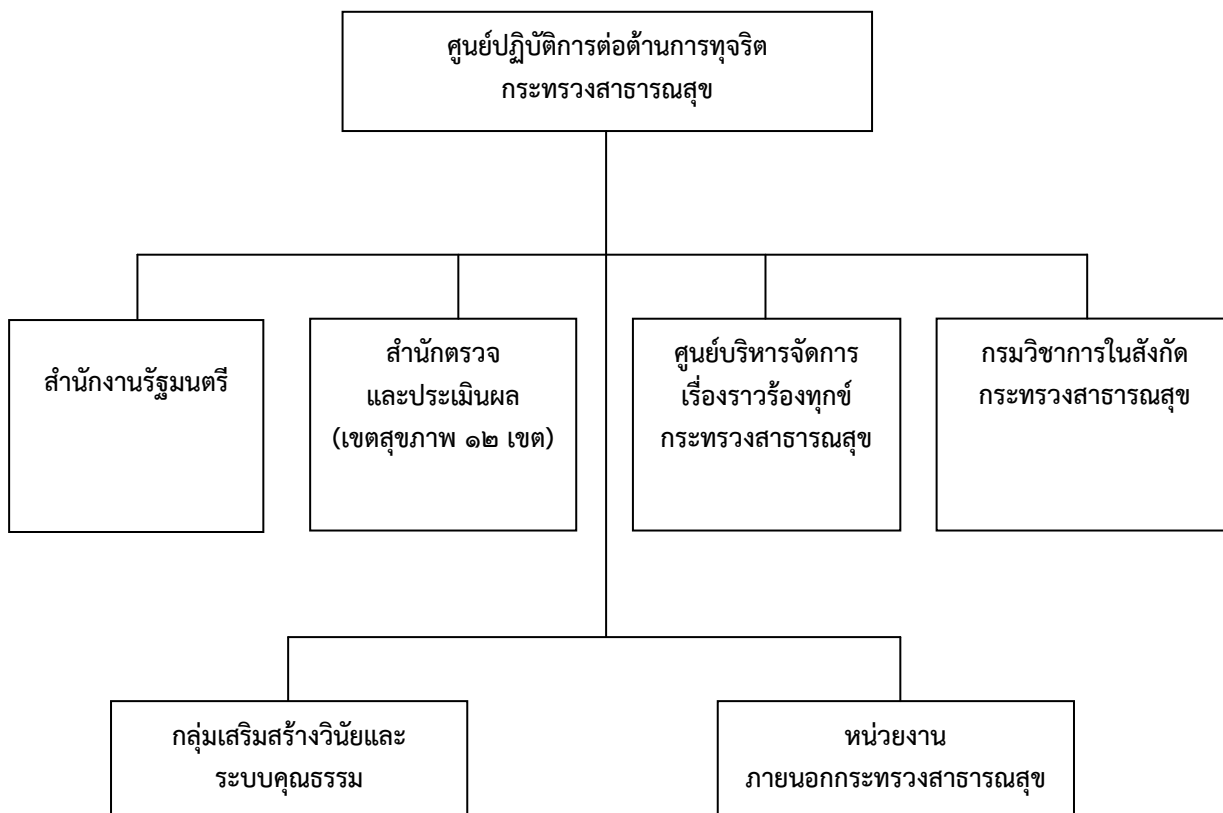 ศูนย์ปฏิบัติการต่อต้านการทุจริต
กระทรวงสาธารณสุข
สำนักงานรัฐมนตรี
สำนักตรวจ
และประเมินผล
(เขตสุขภาพ ๑๒ เขต)
ศูนย์บริหารจัดการ
เรื่องราวร้องทุกข์
กระทรวงสาธารณสุข
กรมวิชาการในสังกัด
กระทรวงสาธารณสุข
กลุ่มเสริมสร้างวินัยและ
ระบบคุณธรรม
หน่วยงาน
ภายนอกกระทรวงสาธารณสุข